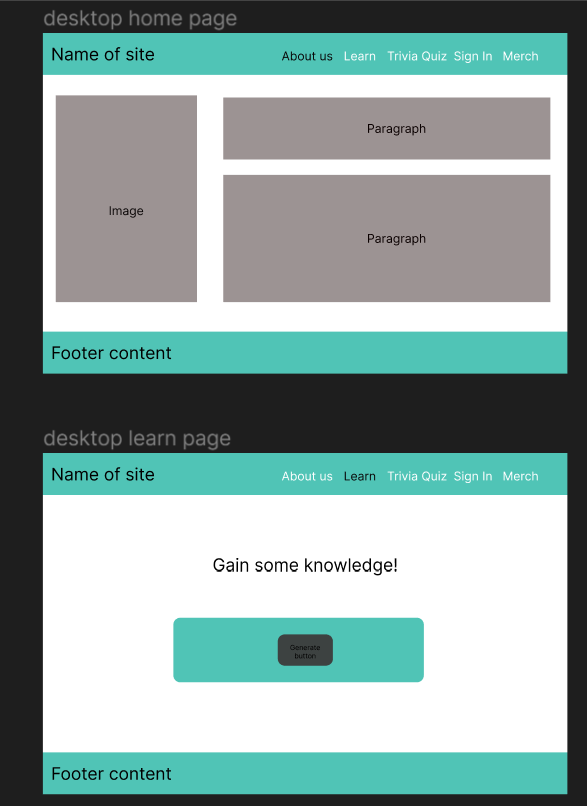 desktop home page
Name of site
About us Learn Trivia Quiz Sign In Merch
Image
Paragraph
Paragraph
Footer content
desktop learn page
Name of site
About us Learn Trivia Quiz Sign In Merch
Gain some knowledge!
Generate
button
Footer content